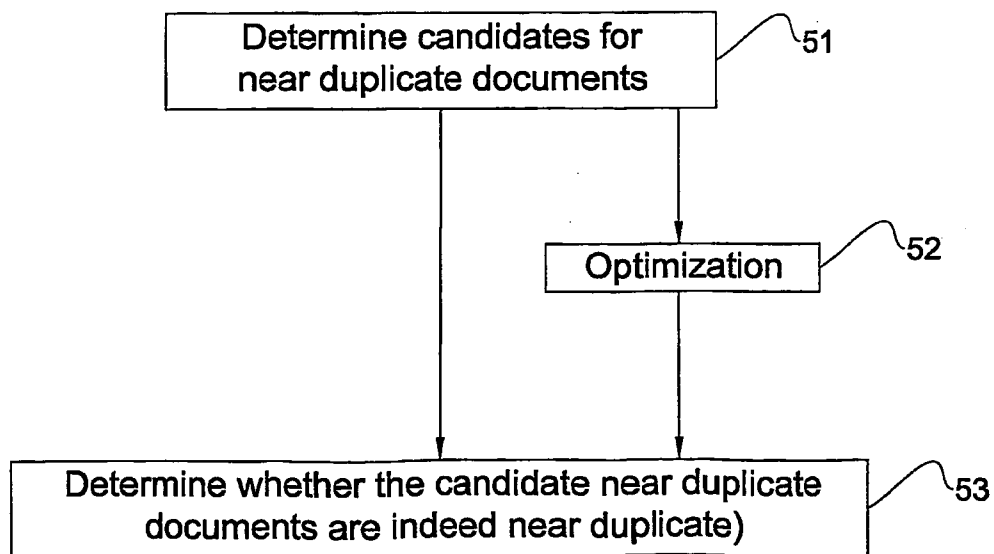 Determine candidates for
near duplicate documents
51
Optimization
52
Determine whether the candidate near duplicate
documents are indeed near duplicate)
53